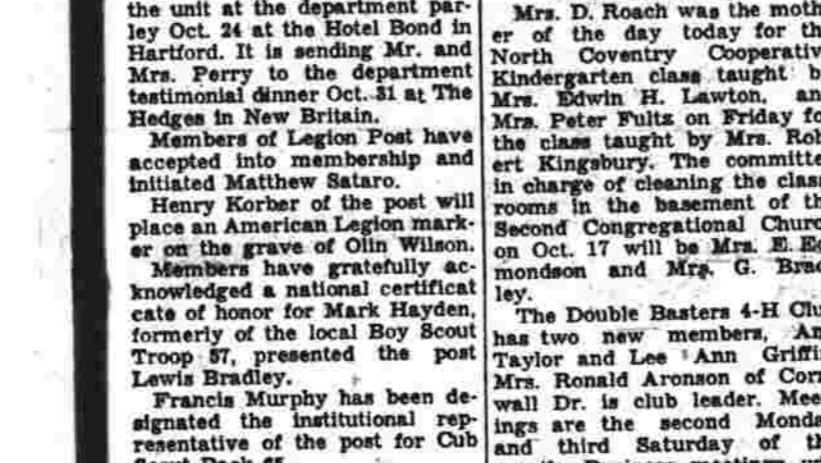 the unit at the department par-
ley Oct. 24 at the Hotel Bond in
Hartford. It is sending Mr. and
Mrs. Perry to the department
testimonial dinner Oct. 31 at The
Hedges in New Britain.
Members of Legion Post have
accepted into membership and
initiated Matthew Sataro.
Henry Korber of the post will
place an American Legion mark-
er on the grave of Olin Wilson.
Members have gratefully ac-
knowledged a national certificat
cate of honor for Mark Hayden,
formerly of the local Boy Scout
Troop 57, presented the post
Lewis Bradley.
Francis Murphy has been de-
signated the institutional rep-
resentative of the post for Cub
Mrs. D. Roach was the moth
er of the day today for th
North Coventry Cooperativ
Kindergarten class taught b
Mrs. Edwin H. Lawton, an
Mrs. Peter Fultz on Friday fo
the class taught by Mrs. Rob
ert Kingsbury. The committe
in charge of cleaning the class
rooms in the basement of th
Second Congregational Churc
on Oct. 17 will be Mrs. E. Ed
mondson and Mrs. G. Brad
ley.
The Double Basters 4-H Clu
has two new members, An
Taylor and Lee Ann Griffi
Mrs. Ronald Aronson of Corn
wall Dr. is club leader. Meet
ings are the second Monda
and third Saturday of th